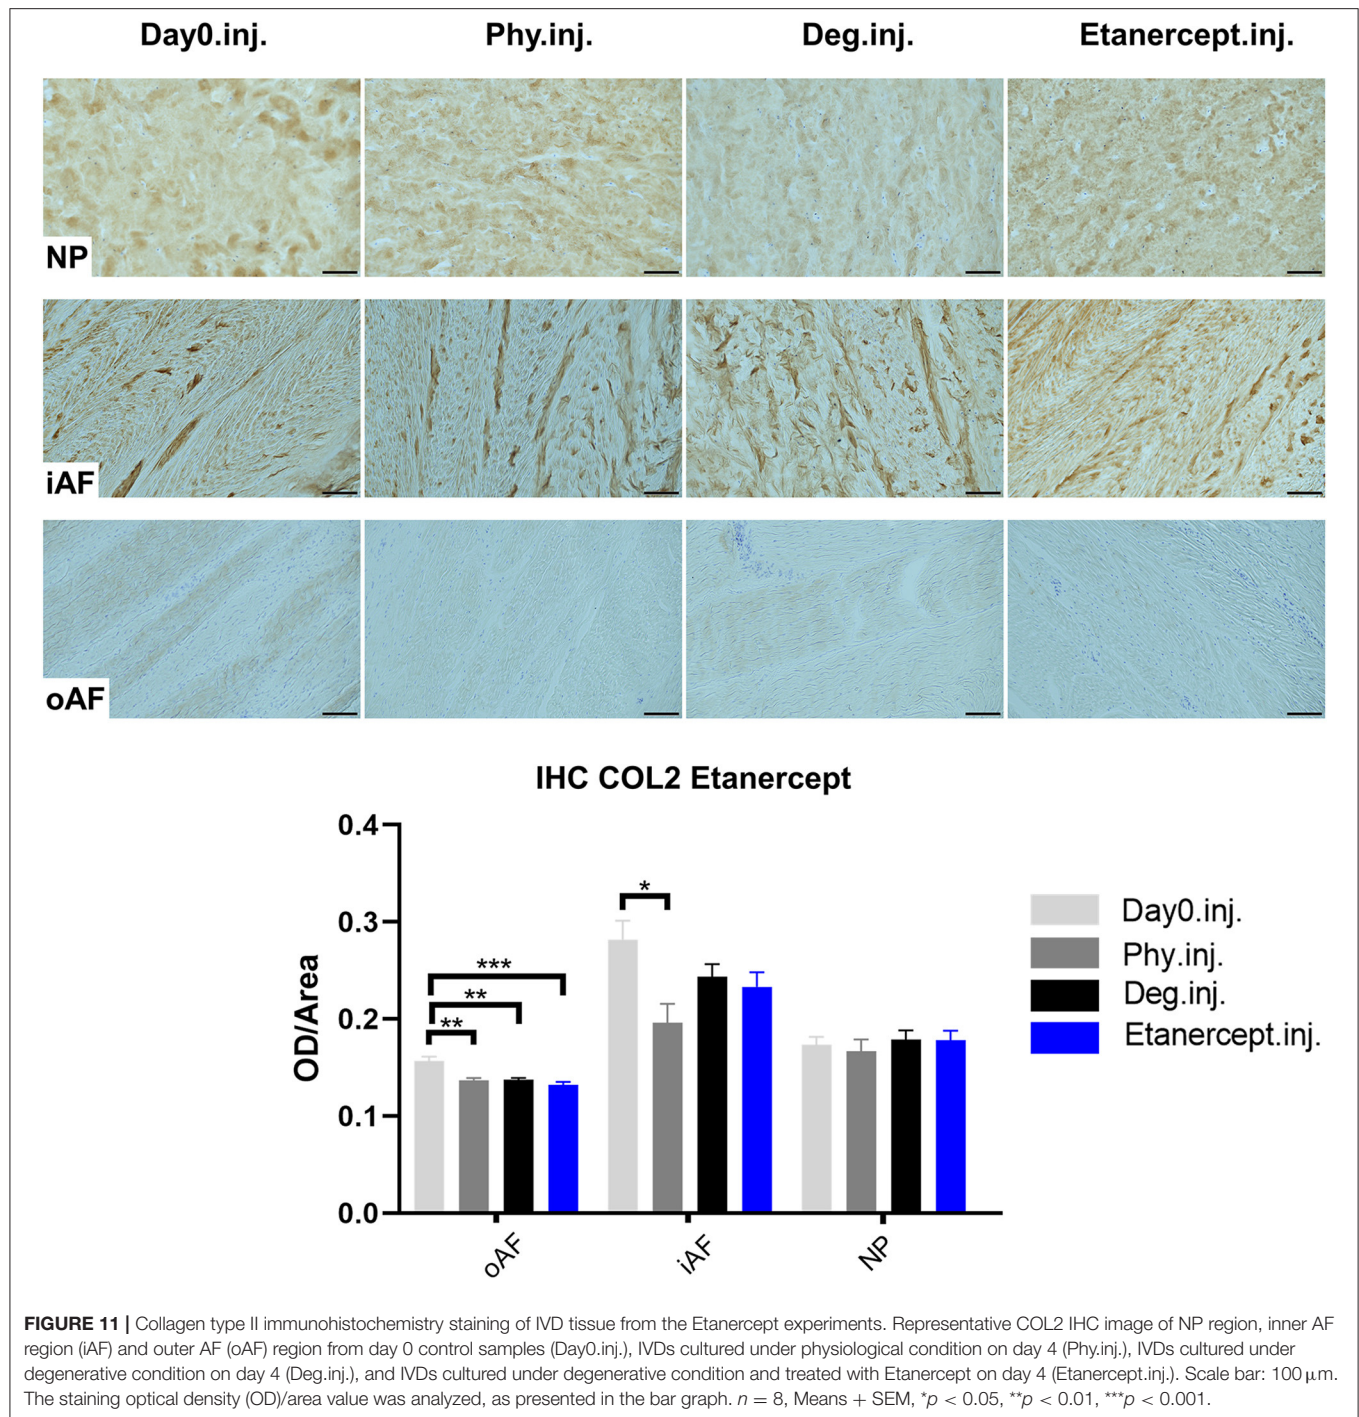 Day0.inj. Phy.inj. Deg.inj. Etanercept.inj.
NP
iAF
oAF
IHC COL2 Etanercept
0.4
0.3
0.2
0.1
0.0
OD/Area
***
**
**
*
oAF iAF NP
Day0.inj.
Phy.inj.
Deg.inj.
Etanercept.inj.
FIGURE 11 | Collagen type II immunohistochemistry staining of IVD tissue from the Etanercept experiments. Representative COL2 IHC image of NP region, inner AF
region (iAF) and outer AF (oAF) region from day 0 control samples (Day0.inj.), IVDs cultured under physiological condition on day 4 (Phy.inj.), IVDs cultured under
degenerative condition on day 4 (Deg.inj.), and IVDs cultured under degenerative condition and treated with Etanercept on day 4 (Etanercept.inj.). Scale bar: 100 μm.
The staining optical density (OD)/area value was analyzed, as presented in the bar graph. n = 8, Means + SEM, *p < 0.05, **p < 0.01, ***p < 0.001.